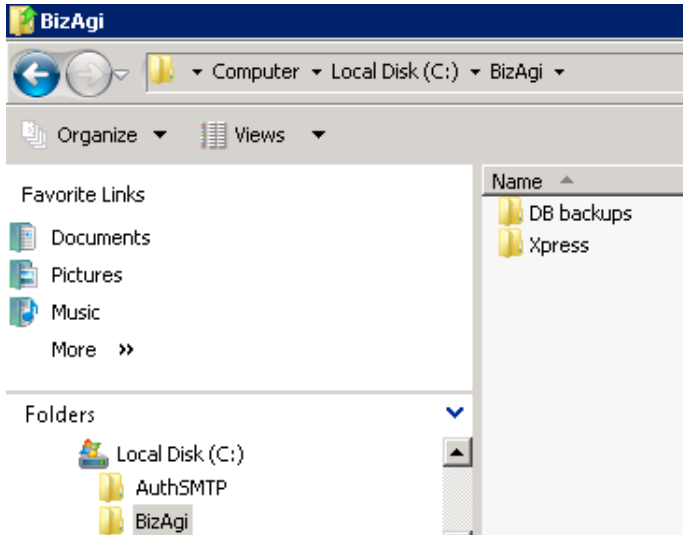 BizAgi
Computer Local Disk (C:) BizAgi
Organize Views
Favorite Links
Documents
Pictures
Music
More »
Folders
Local Disk (C:)
AuthSMTP
BizAgi
Name
DB backups
Xpress